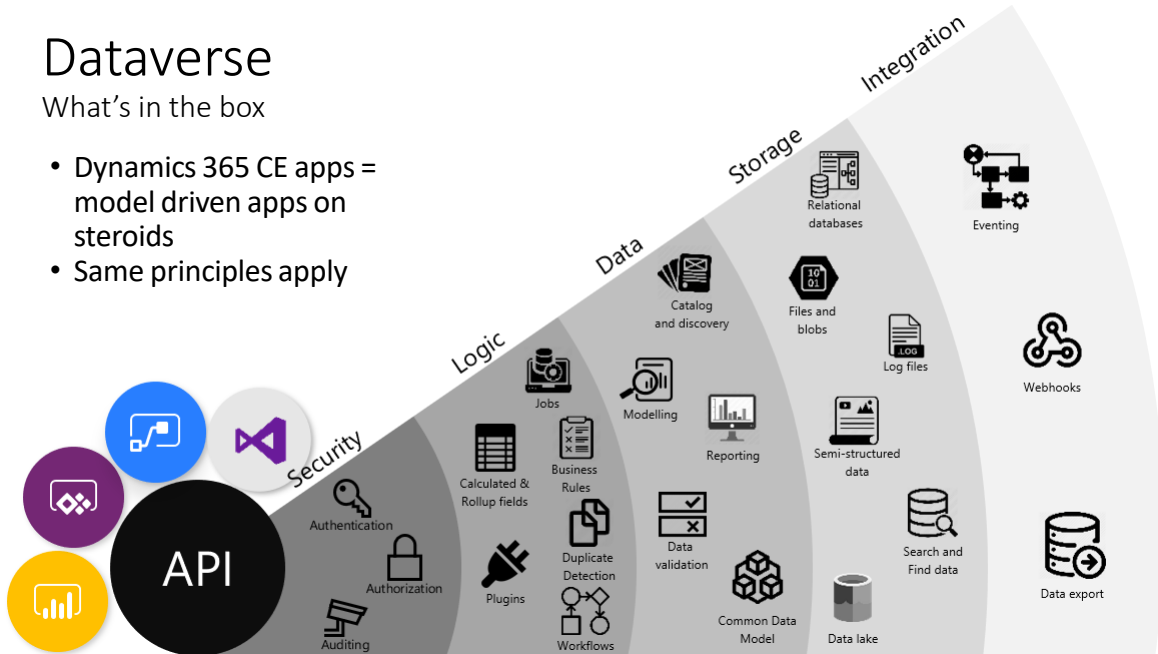 Dataverse
What's in the box
• Dynamics 365 CE apps =
model driven apps on
steroids
• Same principles apply
API
Security
Authentication
Authorization
Auditing
Logic
Jobs
Calculated &
Rollup fields
Business
Rules
Plugins
Duplicate
Detection
Workflows
Data
Catalog
and discovery
Modelling
Reporting
Data
validation
Common Data
Model
Storage
Relational
databases
10
01
Files and
blobs
.LOG
Log files
Semi-structured
data
Search and
Find data
Data lake
Integration
Eventing
Webhooks
Data export